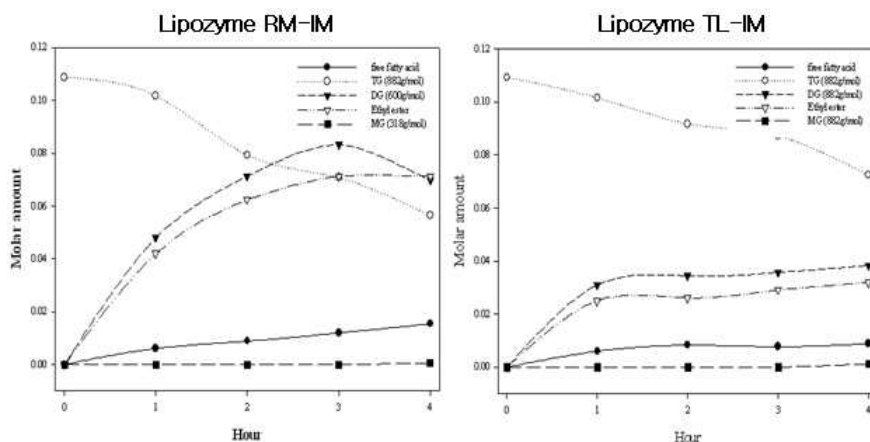 Lipozyme RM-IM
0.12
0.10
0.08
0.06
0.04
0.02
0.00
Molar amount
free fatty acid
TG (882g/mol)
DG (600g/mol)
Ethyl ester
MG (318g/mol)
0 1 2 3 4
Hour
Lipozyme TL-IM
0.12
0.10
0.08
0.06
0.04
0.02
0.00
Molar amount
free fatty acid
TG (882g/mol)
DG (882g/mol)
Ethyl ester
MG (882g/mol)
0 1 2 3 4
Hour